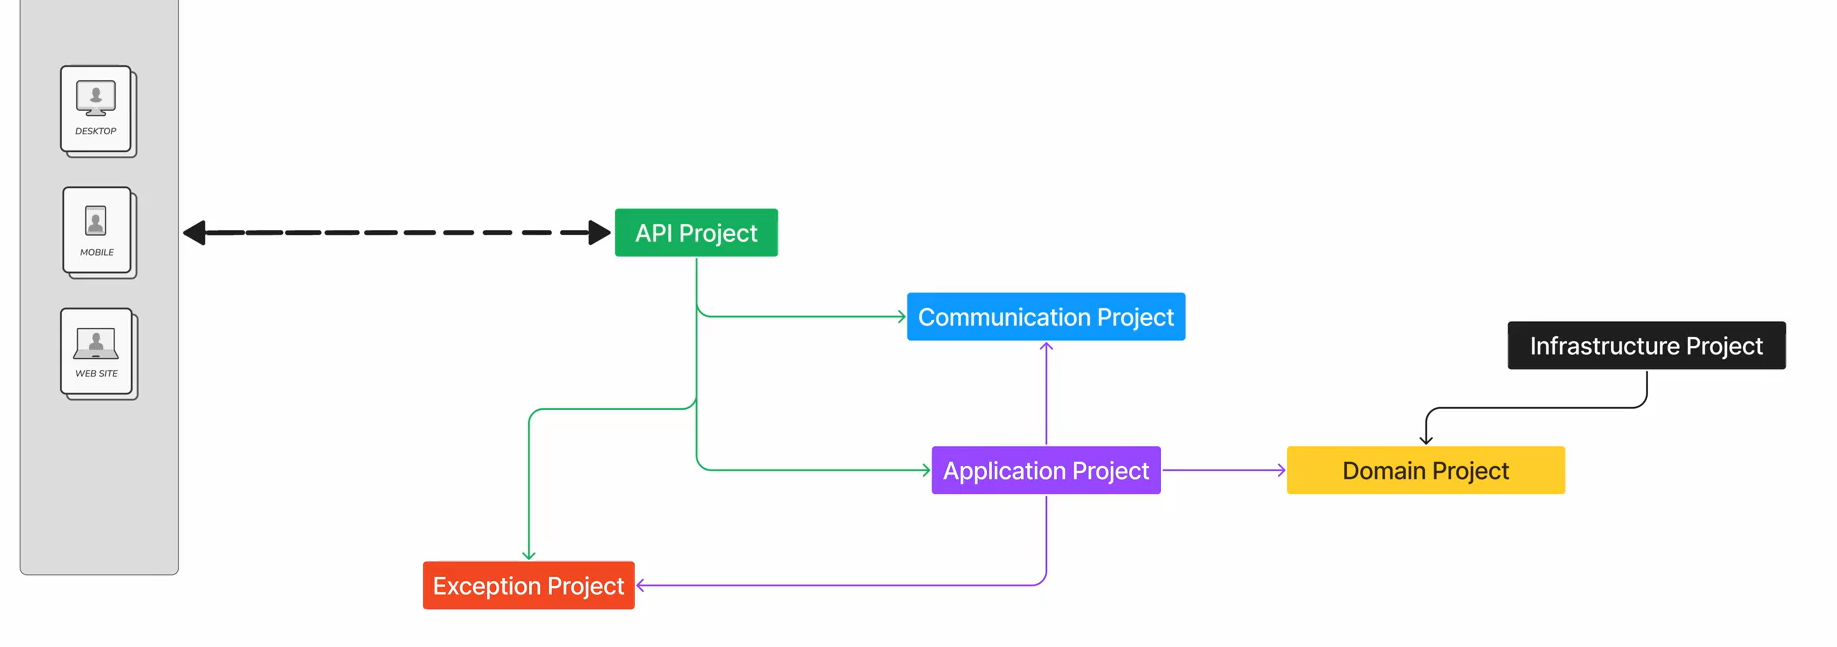 DESKTOP
MOBILE
WEB SITE
API Project
Communication Project
Infrastructure Project
Application Project
Domain Project
Exception Project